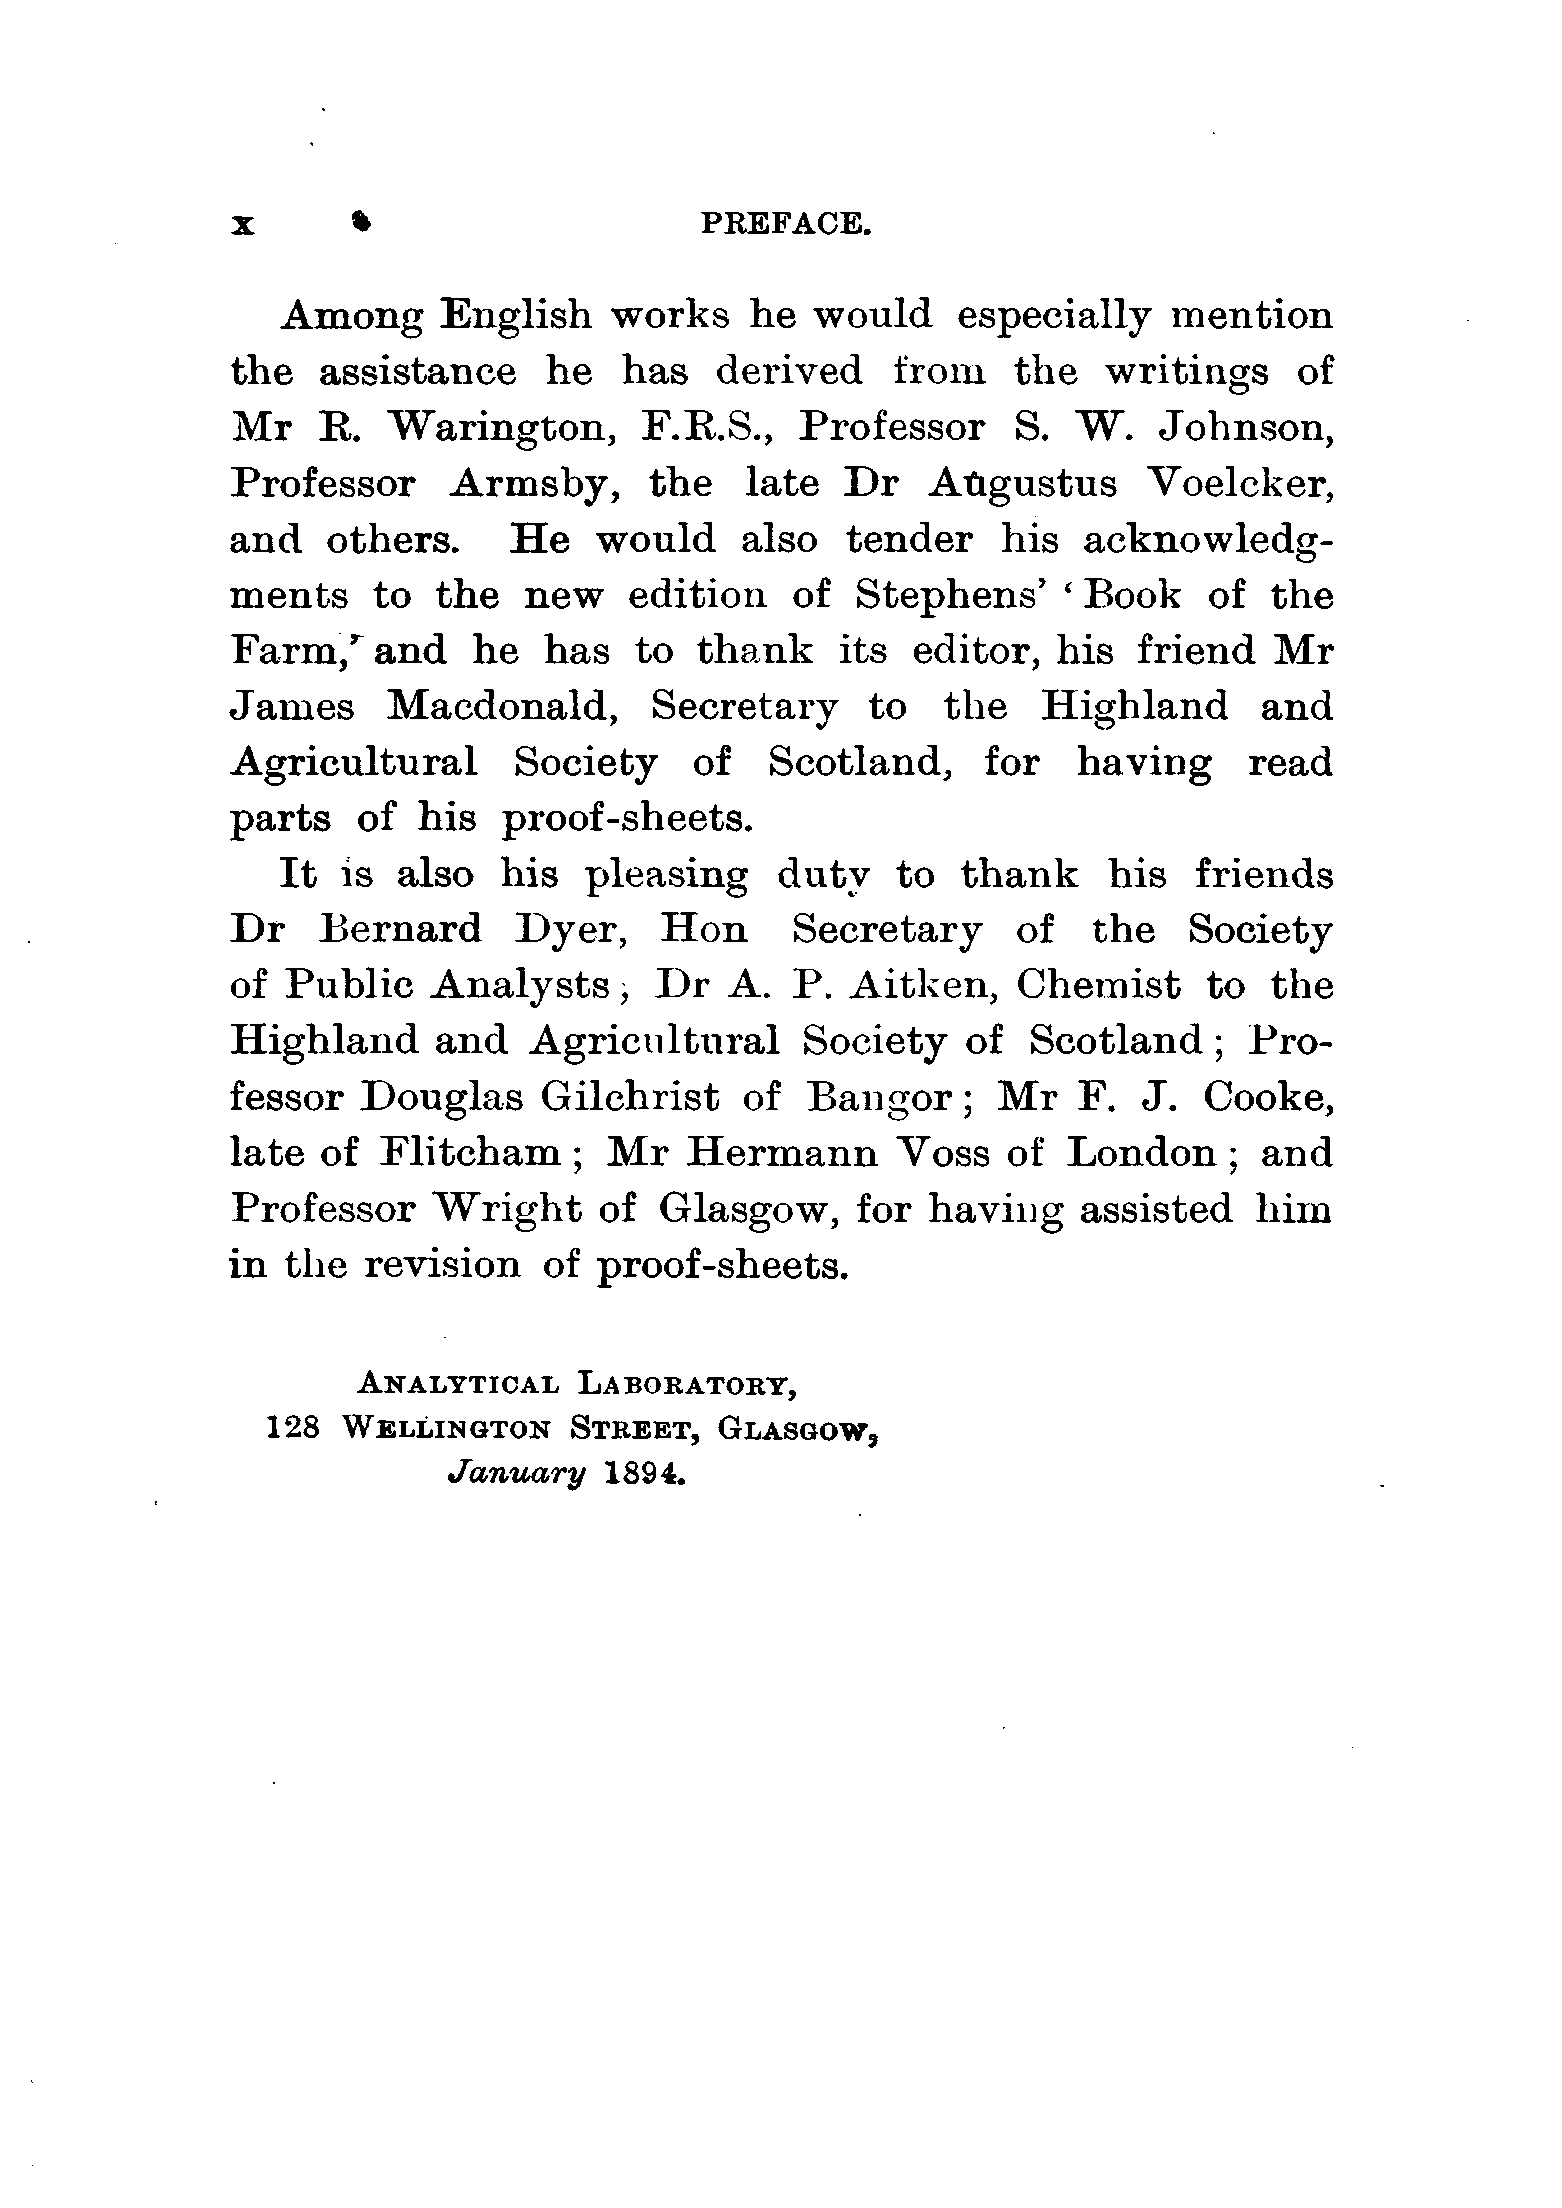 x PREFACE.
Among English works he would especially mention
the assistance he has derived from the writings of
Mr R. Warington, F.R.S., Professor S. W. Johnson,
Professor Armsby, the late Dr Augustus Voelcker,
and others. He would also tender his acknowledg-
ments to the new edition of Stephens' 'Book of the
Farm,' and he has to thank its editor, his friend Mr
James Macdonald, Secretary to the Highland and
Agricultural Society of Scotland, for having read
parts of his proof-sheets.
It is also his pleasing duty to thank his friends
Dr Bernard Dyer, Hon Secretary of the Society
of Public Analysts; Dr A. P. Aitken, Chemist to the
Highland and Agricultural Society of Scotland; Pro-
fessor Douglas Gilchrist of Bangor; Mr F. J. Cooke,
late of Flitcham; Mr Hermann Voss of London; and
Professor Wright of Glasgow, for having assisted him
in the revision of proof-sheets.
ANALYTICAL LABORATORY,
128 WELLINGTON STREET, GLASGOW,
January 1894.